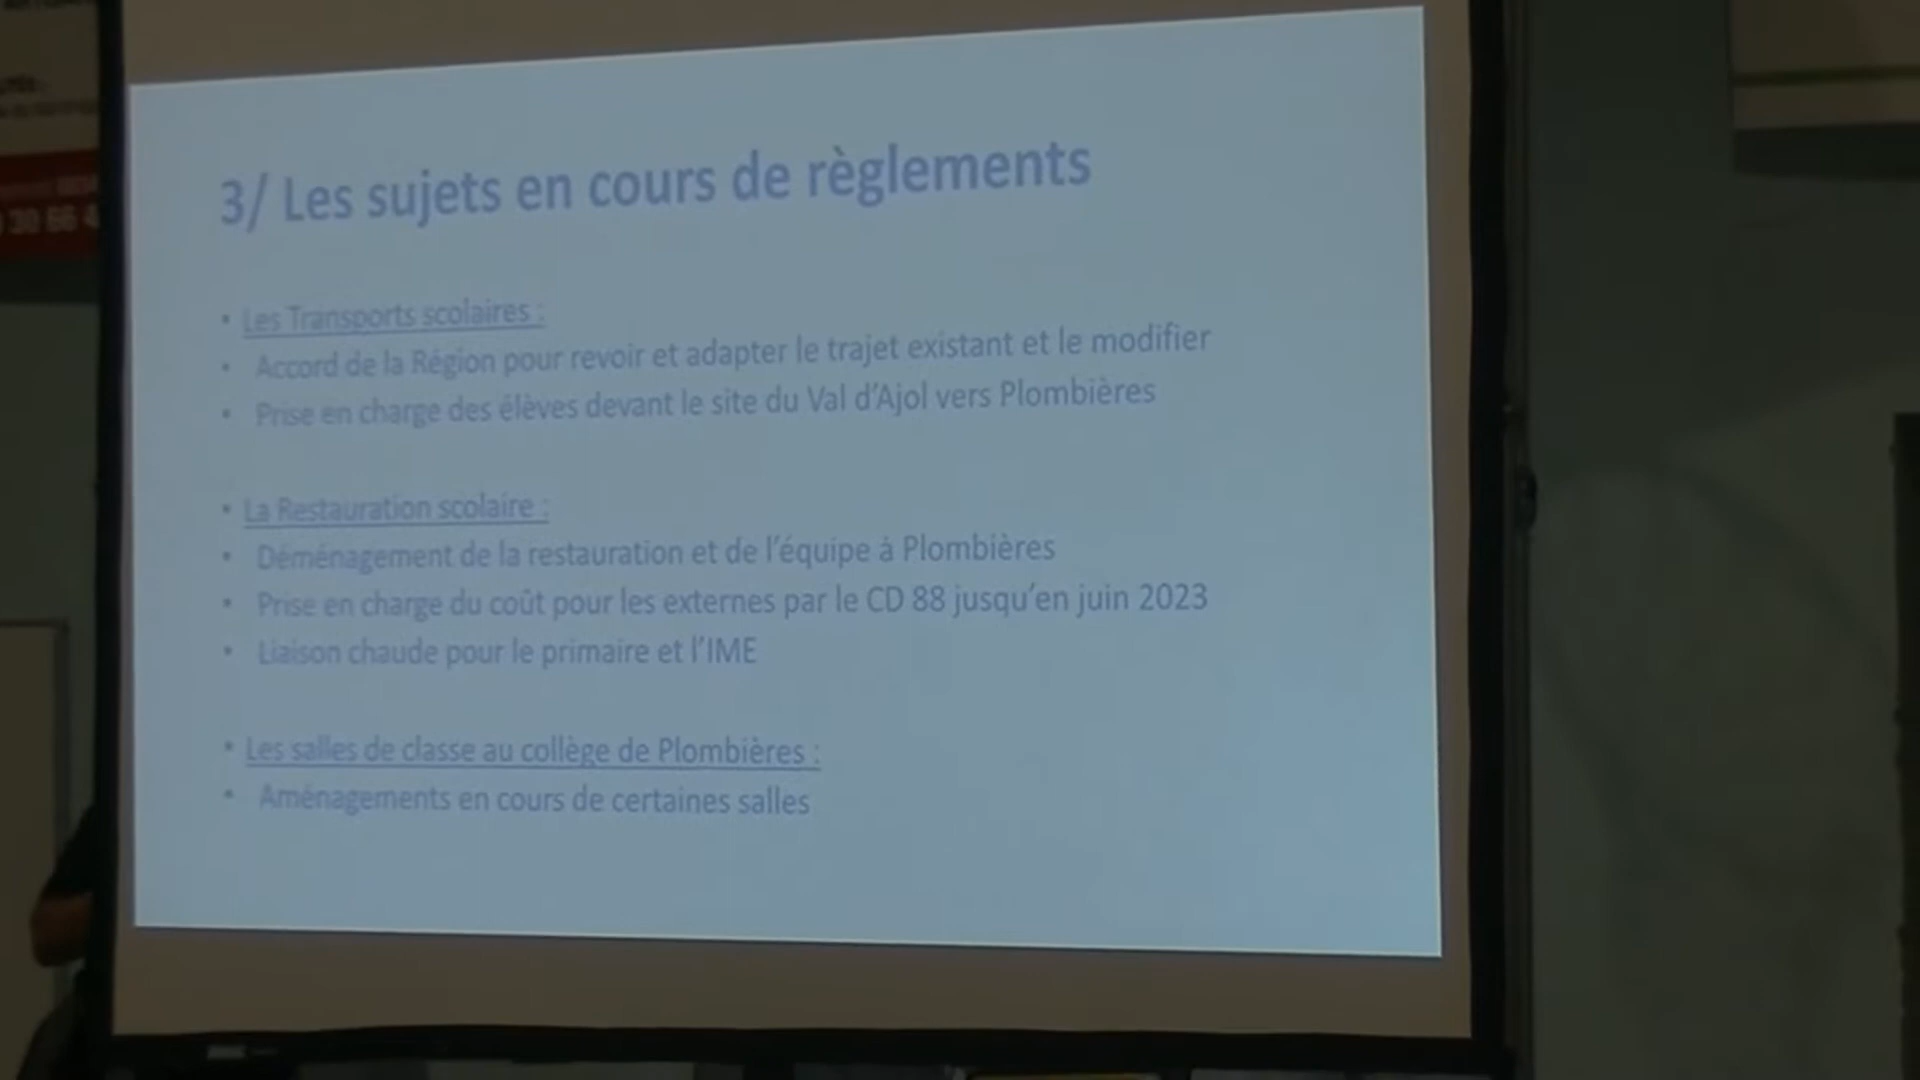 3/ Les sujets en cours de règlements
• Les Transports scolaires :
• Accord de la Région pour revoir et adapter le trajet existant et le modifier
• Prise en charge des élèves devant le site du Val d'Ajol vers Plombières
• La Restauration scolaire :
• Déménagement de la restauration et de l'équipe à Plombières
• Prise en charge du coût pour les externes par le CD 88 jusqu'en juin 2023
• Liaison chaude pour le primaire et l'IME
• Les salles de classe au collège de Plombières :
• Aménagements en cours de certaines salles